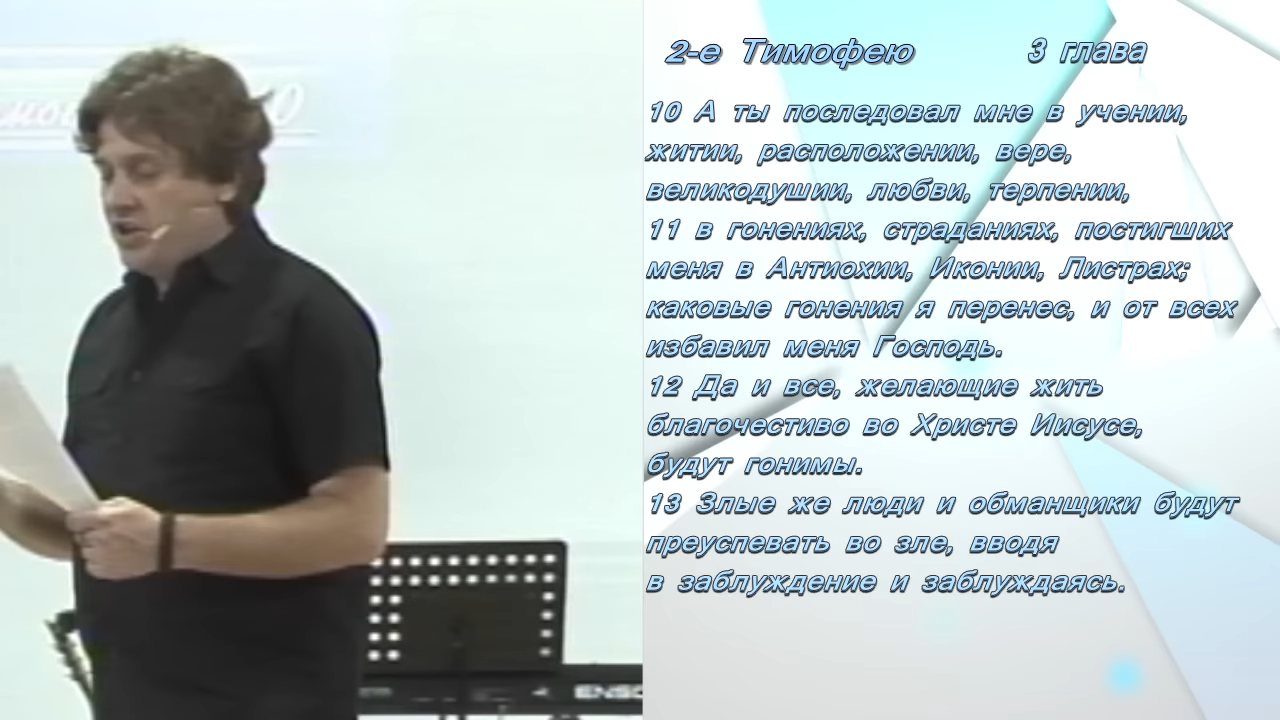 2-е Тимофею 3 глава
10 А ты последовал мне в учении,
житии, расположении, вере,
великодушии, любви, терпении,
11 в гонениях, страданиях, постигших
меня в Антиохии, Иконии, Листрах;
каковые гонения я перенес, и от всех
избавил меня Господь.
12 Да и все, желающие жить
благочестиво во Христе Иисусе,
будут гонимы.
13 Злые же люди и обманщики будут
преуспевать во зле, вводя
в заблуждение и заблуждаясь.